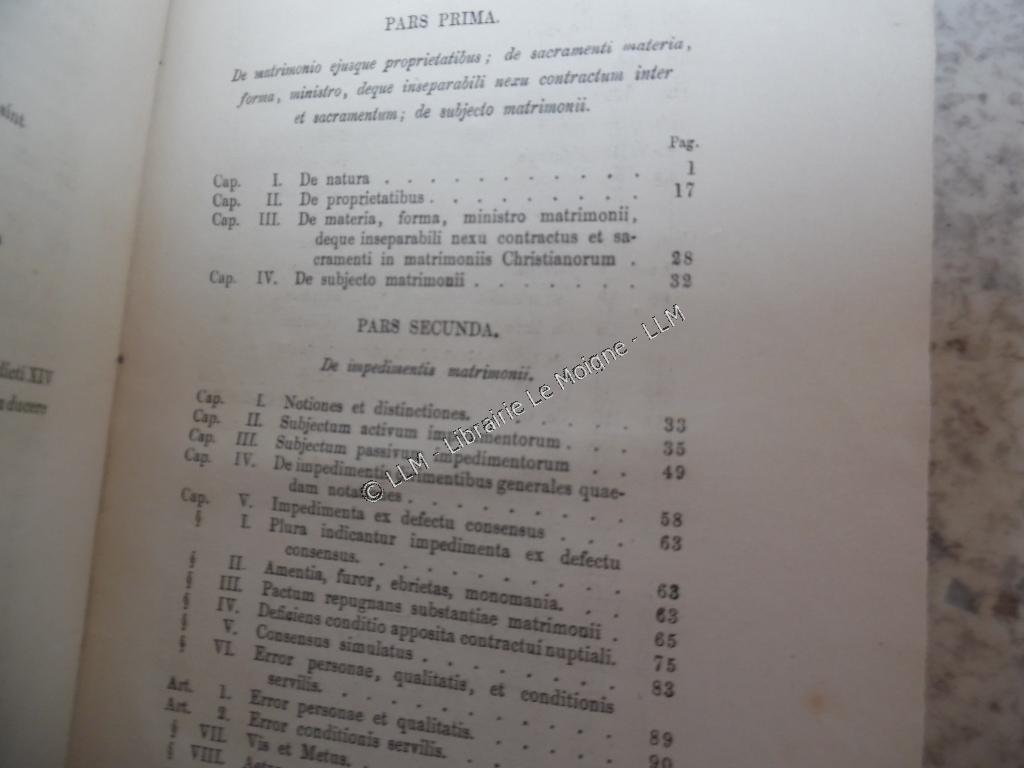 PARS PRIMA.
De matrimonio ejusque proprietatibus; de sacramenti materia,
forma, ministro, deque inseparabili nexu contractum inter
et sacramentum; de subjecto matrimonii.
Pag.
Cap. I. De natura . . . . . . . . . . . 1
Cap. II. De proprietatibus . . . . . . . . . 17
Cap. III. De materia, forma, ministro matrimonii,
deque inseparabili nexu contractus et sa-
cramenti in matrimoniis Christianorum . 28
Cap. IV. De subjecto matrimonii . . . . . . . 32
PARS SECUNDA.
De impedimentis matrimonii.
Cap. I. Notiones et distinctiones. . . . . . . 33
Cap. II. Subjectum activum impedimentorum . . . 35
Cap. III. Subjectum passivum impedimentorum . . 49
Cap. IV. De impedimentis generales quae-
dam . . . . . . . . 58
Cap. V. Impedimenta ex defectu consensus . . . 63
§ I. Plura indicantur impedimenta ex defectu
consensus. . . . . . . . . . 63
§ II. Amentia, furor, ebrietas, monomania. . . 63
§ III. Pactum repugnans substantiae matrimonii . 65
§ IV. Deficiens conditio apposita contractui nuptiali. 75
§ V. Consensus simulatus . . . . . . . 83
§ VI. Error personae, qualitatis, et conditionis
servilis. . . . . . . . . . . 89
Art. 1. Error personae et qualitatis. . . . . 90
Art. 2. Error conditionis servilis.
§ VII. Vis et Metus.
§ VIII.
dicti XIV
ducere
© LLM - Librairie Le Moigne - LLM